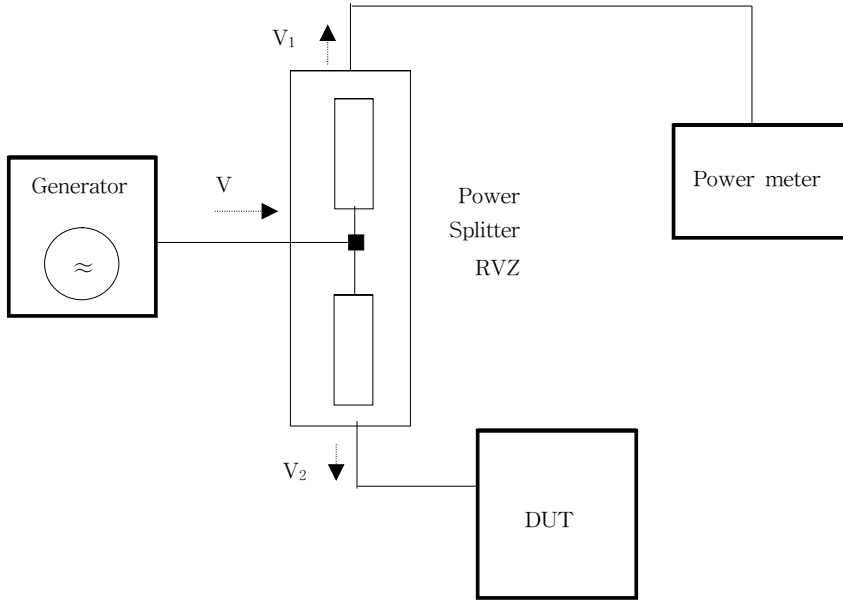 V₁
Generator
V
≈
Power
Splitter
RVZ
Power meter
V₂
DUT